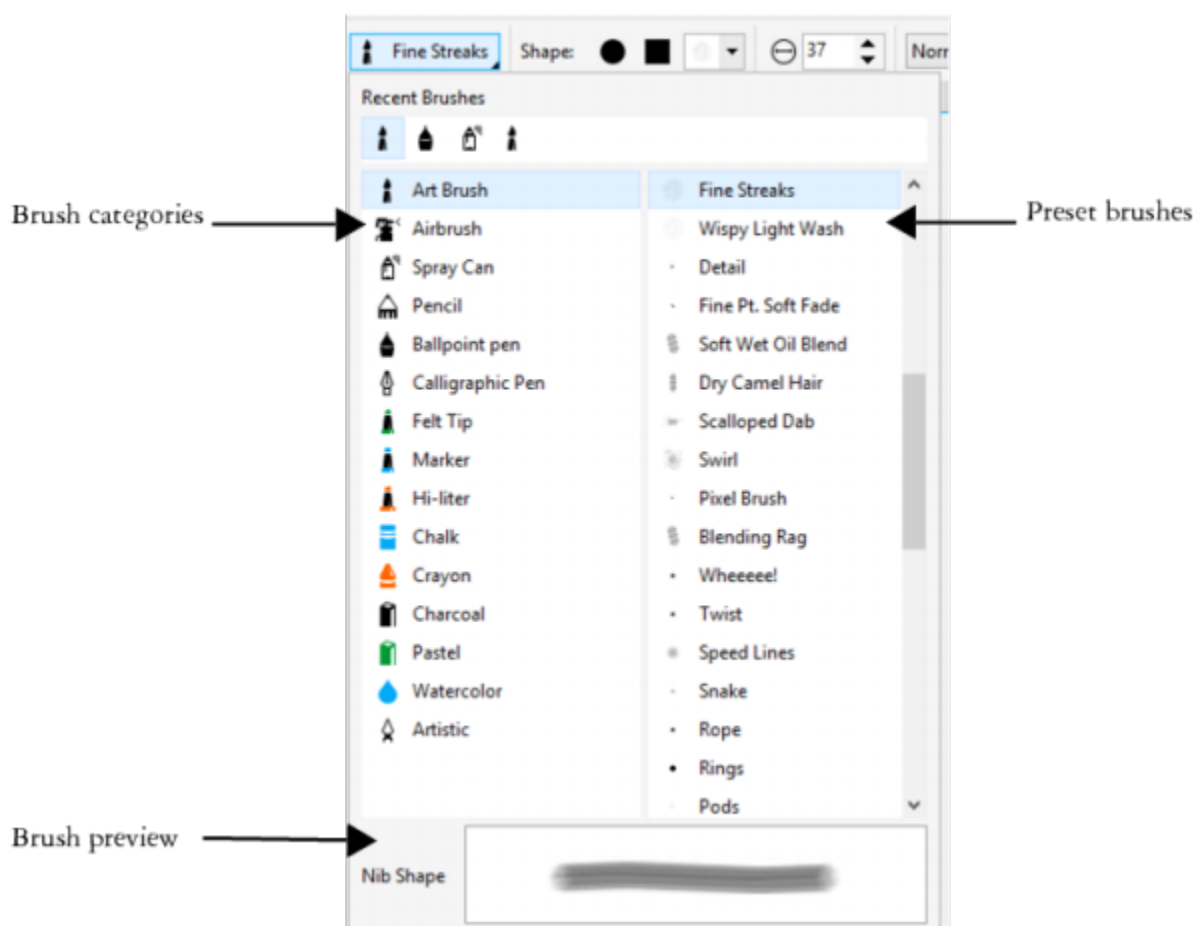 Fine Streaks Shape: 37 Norr
Recent Brushes
Art Brush
Fine Streaks
Brush categories
Airbrush
Wispy Light Wash
Preset brushes
Spray Can
Detail
Pencil
Fine Pt. Soft Fade
Ballpoint pen
Soft Wet Oil Blend
Calligraphic Pen
Dry Camel Hair
Felt Tip
Scalloped Dab
Marker
Swirl
Hi-liter
Pixel Brush
Chalk
Blending Rag
Crayon
Wheeeee!
Charcoal
Twist
Pastel
Speed Lines
Watercolor
Snake
Artistic
Rope
Rings
Pods
Brush preview
Nib Shape